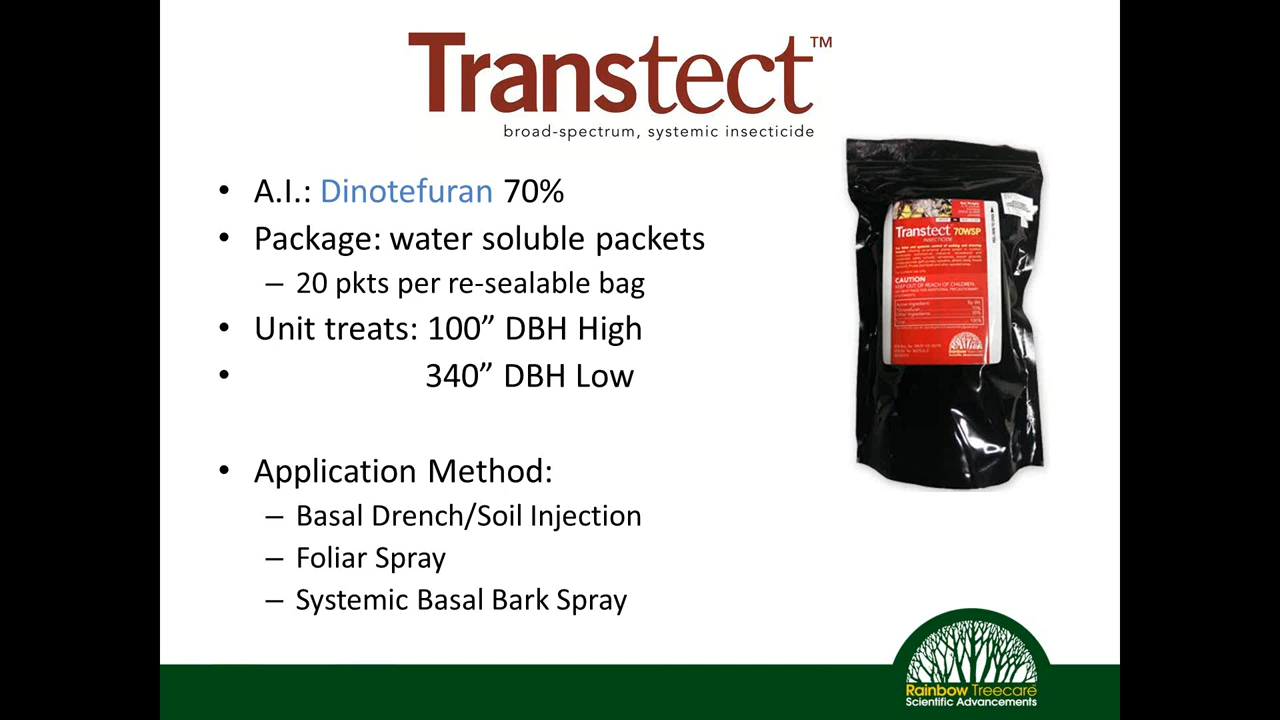 Transtect™
broad-spectrum, systemic insecticide
• A.I.: Dinotefuran 70%
• Package: water soluble packets
– 20 pkts per re-sealable bag
• Unit treats: 100” DBH High
• 340” DBH Low
• Application Method:
– Basal Drench/Soil Injection
– Foliar Spray
– Systemic Basal Bark Spray
Transtect 70WSP
INSECTICIDE
CAUTION
KEEP OUT OF REACH OF CHILDREN
Rainbow Treecare
Scientific Advancements